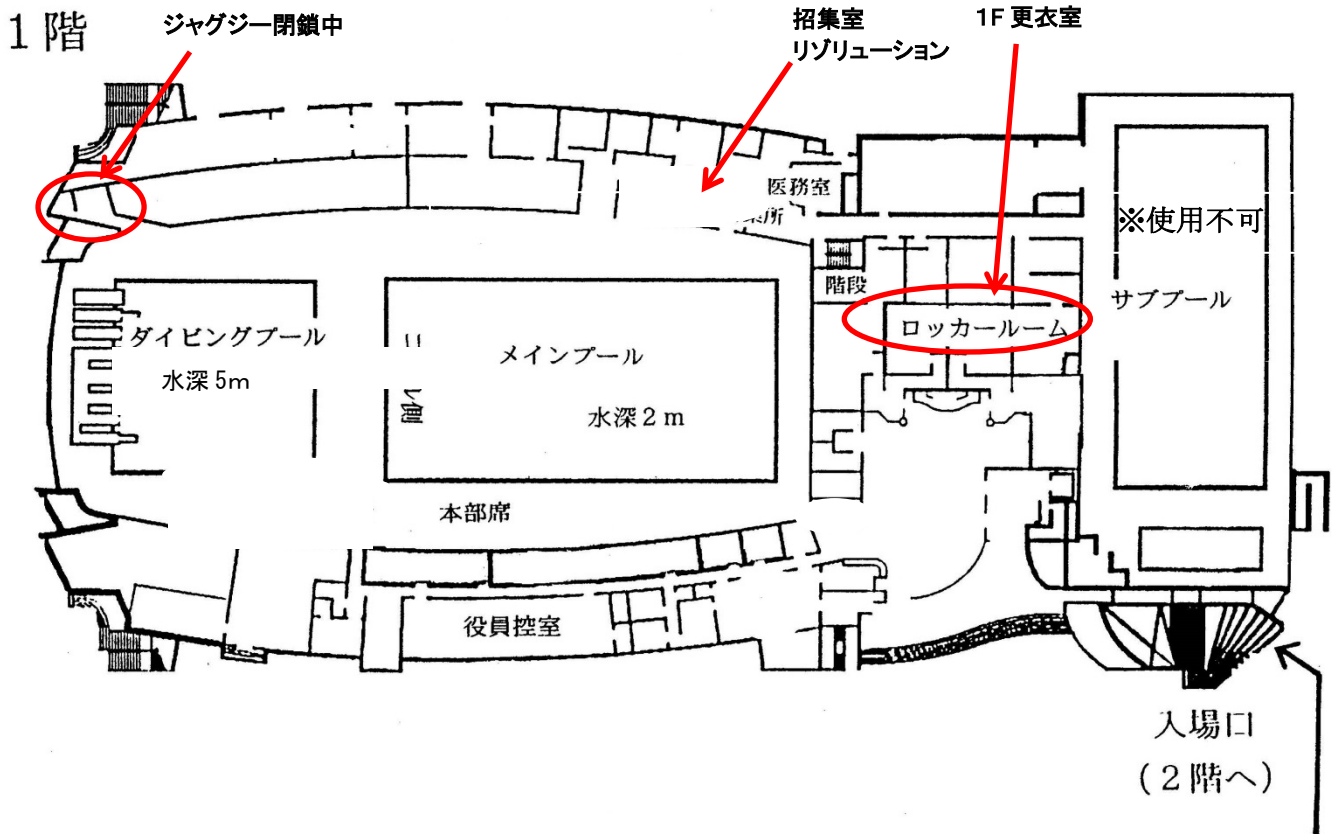 1階
ジャグジー閉鎖中
招集室
リゾリューション
1F 更衣室
医務室
※使用不可
階段
サブプール
ロッカールーム
ダイビングプール
水深5m
メインプール
水深2m
側
本部席
役員控室
入場口
(2階へ)